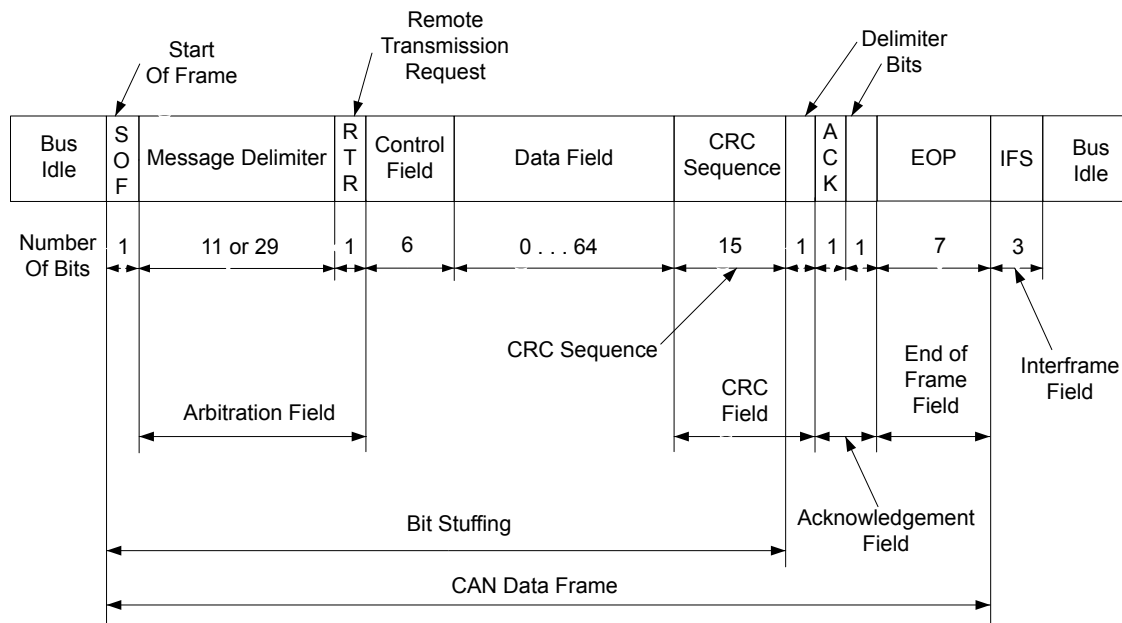 Start
Of Frame
Remote
Transmission
Request
Delimiter
Bits
Bus
Idle
S
O
F
Message Delimiter
R
T
R
Control
Field
Data Field
CRC
Sequence
A
C
K
EOP
IFS
Bus
Idle
Number
Of Bits
1
11 or 29
1
6
0 . . . 64
15
1
1
1
7
3
CRC Sequence
Arbitration Field
CRC
Field
End of
Frame
Field
Interframe
Field
Acknowledgement
Field
Bit Stuffing
CAN Data Frame